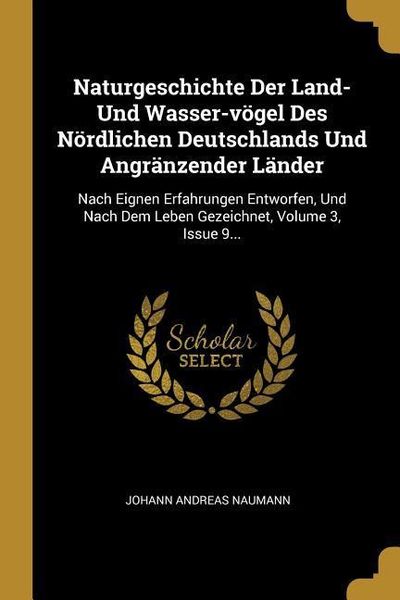 Naturgeschichte Der Land-
Und Wasser-vögel Des
Nördlichen Deutschlands Und
Angränzender Länder
Nach Eignen Erfahrungen Entworfen, Und
Nach Dem Leben Gezeichnet, Volume 3,
Issue 9...
Scholar
SELECT
JOHANN ANDREAS NAUMANN